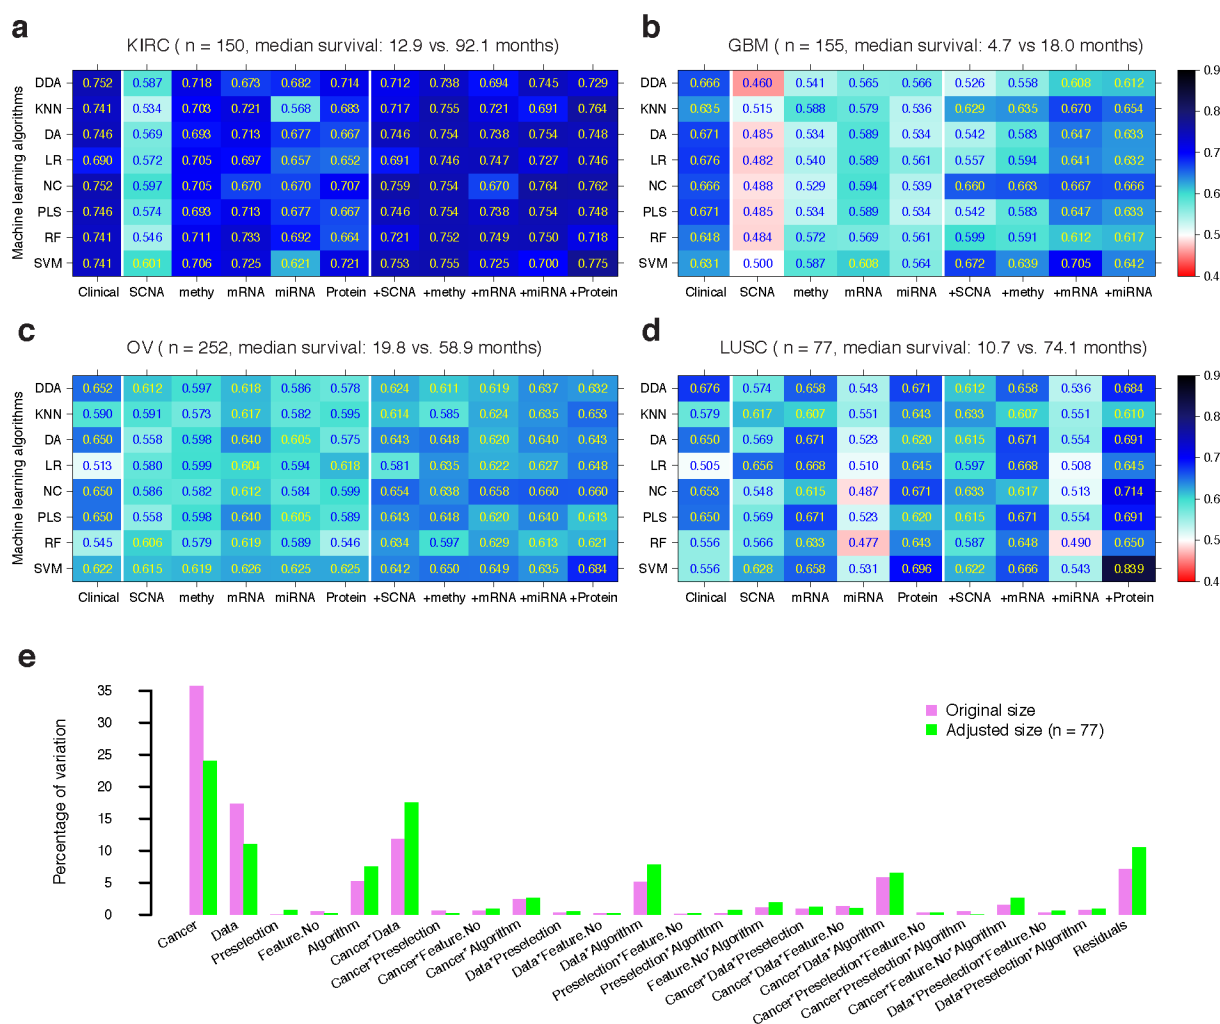 a
KIRC ( n = 150, median survival: 12.9 vs. 92.1 months)
Machine learning algorithms
DDA 0.752 0.587 0.718 0.673 0.682 0.714 0.712 0.738 0.694 0.745 0.729
KNN 0.741 0.534 0.703 0.721 0.568 0.683 0.717 0.755 0.721 0.691 0.764
DA 0.746 0.569 0.693 0.713 0.677 0.667 0.746 0.754 0.738 0.754 0.748
LR 0.690 0.572 0.705 0.697 0.657 0.652 0.691 0.746 0.747 0.727 0.746
NC 0.752 0.597 0.705 0.670 0.670 0.707 0.759 0.754 0.670 0.764 0.762
PLS 0.746 0.574 0.693 0.713 0.677 0.667 0.746 0.754 0.738 0.754 0.748
RF 0.741 0.546 0.711 0.733 0.692 0.664 0.721 0.752 0.749 0.750 0.718
SVM 0.741 0.601 0.706 0.725 0.621 0.721 0.753 0.755 0.725 0.700 0.775
Clinical SCNA methy mRNA miRNA Protein +SCNA +methy +mRNA +miRNA +Protein
b
GBM ( n = 155, median survival: 4.7 vs 18.0 months)
DDA 0.666 0.460 0.541 0.565 0.566 0.526 0.558 0.608 0.612
KNN 0.635 0.515 0.588 0.579 0.536 0.629 0.635 0.670 0.654
DA 0.671 0.485 0.534 0.589 0.534 0.542 0.583 0.647 0.633
LR 0.676 0.482 0.540 0.589 0.561 0.557 0.594 0.641 0.632
NC 0.666 0.488 0.529 0.594 0.539 0.660 0.663 0.667 0.666
PLS 0.671 0.485 0.534 0.589 0.534 0.542 0.583 0.647 0.633
RF 0.648 0.484 0.572 0.569 0.561 0.599 0.591 0.612 0.617
SVM 0.631 0.500 0.587 0.608 0.564 0.672 0.639 0.705 0.642
Clinical SCNA methy mRNA miRNA +SCNA +methy +mRNA +miRNA
0.9
0.8
0.7
0.6
0.5
0.4
c
OV ( n = 252, median survival: 19.8 vs. 58.9 months)
Machine learning algorithms
DDA 0.652 0.612 0.597 0.618 0.586 0.578 0.624 0.611 0.619 0.637 0.632
KNN 0.590 0.591 0.573 0.617 0.582 0.595 0.614 0.585 0.624 0.635 0.653
DA 0.650 0.558 0.598 0.640 0.605 0.575 0.643 0.648 0.620 0.640 0.643
LR 0.513 0.580 0.599 0.604 0.594 0.618 0.581 0.635 0.622 0.627 0.648
NC 0.650 0.586 0.582 0.612 0.584 0.599 0.654 0.638 0.658 0.660 0.660
PLS 0.650 0.558 0.598 0.640 0.605 0.589 0.643 0.648 0.620 0.640 0.613
RF 0.545 0.606 0.579 0.619 0.589 0.546 0.634 0.597 0.629 0.613 0.621
SVM 0.622 0.615 0.619 0.626 0.625 0.625 0.642 0.650 0.649 0.635 0.684
Clinical SCNA methy mRNA miRNA Protein +SCNA +methy +mRNA +miRNA +Protein
d
LUSC ( n = 77, median survival: 10.7 vs. 74.1 months)
DDA 0.676 0.574 0.658 0.543 0.671 0.612 0.658 0.536 0.684
KNN 0.579 0.617 0.607 0.551 0.643 0.633 0.607 0.551 0.610
DA 0.650 0.569 0.671 0.523 0.620 0.615 0.671 0.554 0.691
LR 0.505 0.656 0.668 0.510 0.645 0.597 0.668 0.508 0.645
NC 0.653 0.548 0.615 0.487 0.671 0.633 0.617 0.513 0.714
PLS 0.650 0.569 0.671 0.523 0.620 0.615 0.671 0.554 0.691
RF 0.556 0.566 0.633 0.477 0.643 0.587 0.648 0.490 0.650
SVM 0.556 0.628 0.658 0.531 0.696 0.622 0.666 0.543 0.839
Clinical SCNA mRNA miRNA Protein +SCNA +mRNA +miRNA +Protein
0.9
0.8
0.7
0.6
0.5
0.4
e
Percentage of variation
35
30
25
20
15
10
5
0
Original size
Adjusted size (n = 77)
Cancer
Data
Preselection
Feature.No
Algorithm
Cancer*Data
Cancer*Preselection
Cancer*Feature.No
Cancer*Algorithm
Data*Preselection
Data*Feature.No
Data*Algorithm
Preselection*Feature.No
Preselection*Algorithm
Feature.No*Algorithm
Cancer*Data*Preselection
Cancer*Data*Feature.No
Cancer*Data*Algorithm
Cancer*Preselection*Feature.No
Cancer*Preselection*Algorithm
Cancer*Feature.No*Algorithm
Data*Preselection*Feature.No
Data*Preselection*Algorithm
Residuals